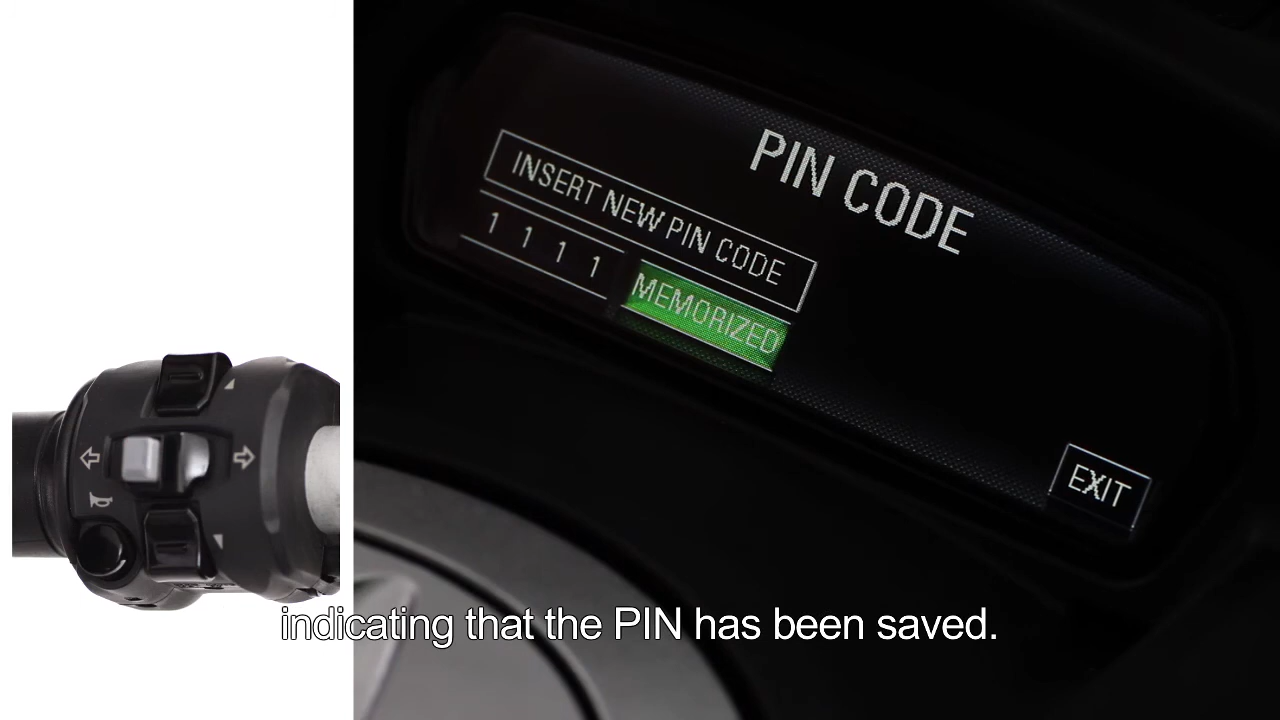 PIN CODE
INSERT NEW PIN CODE
1 1 1 1
MEMORIZED
EXIT
indicating that the PIN has been saved.